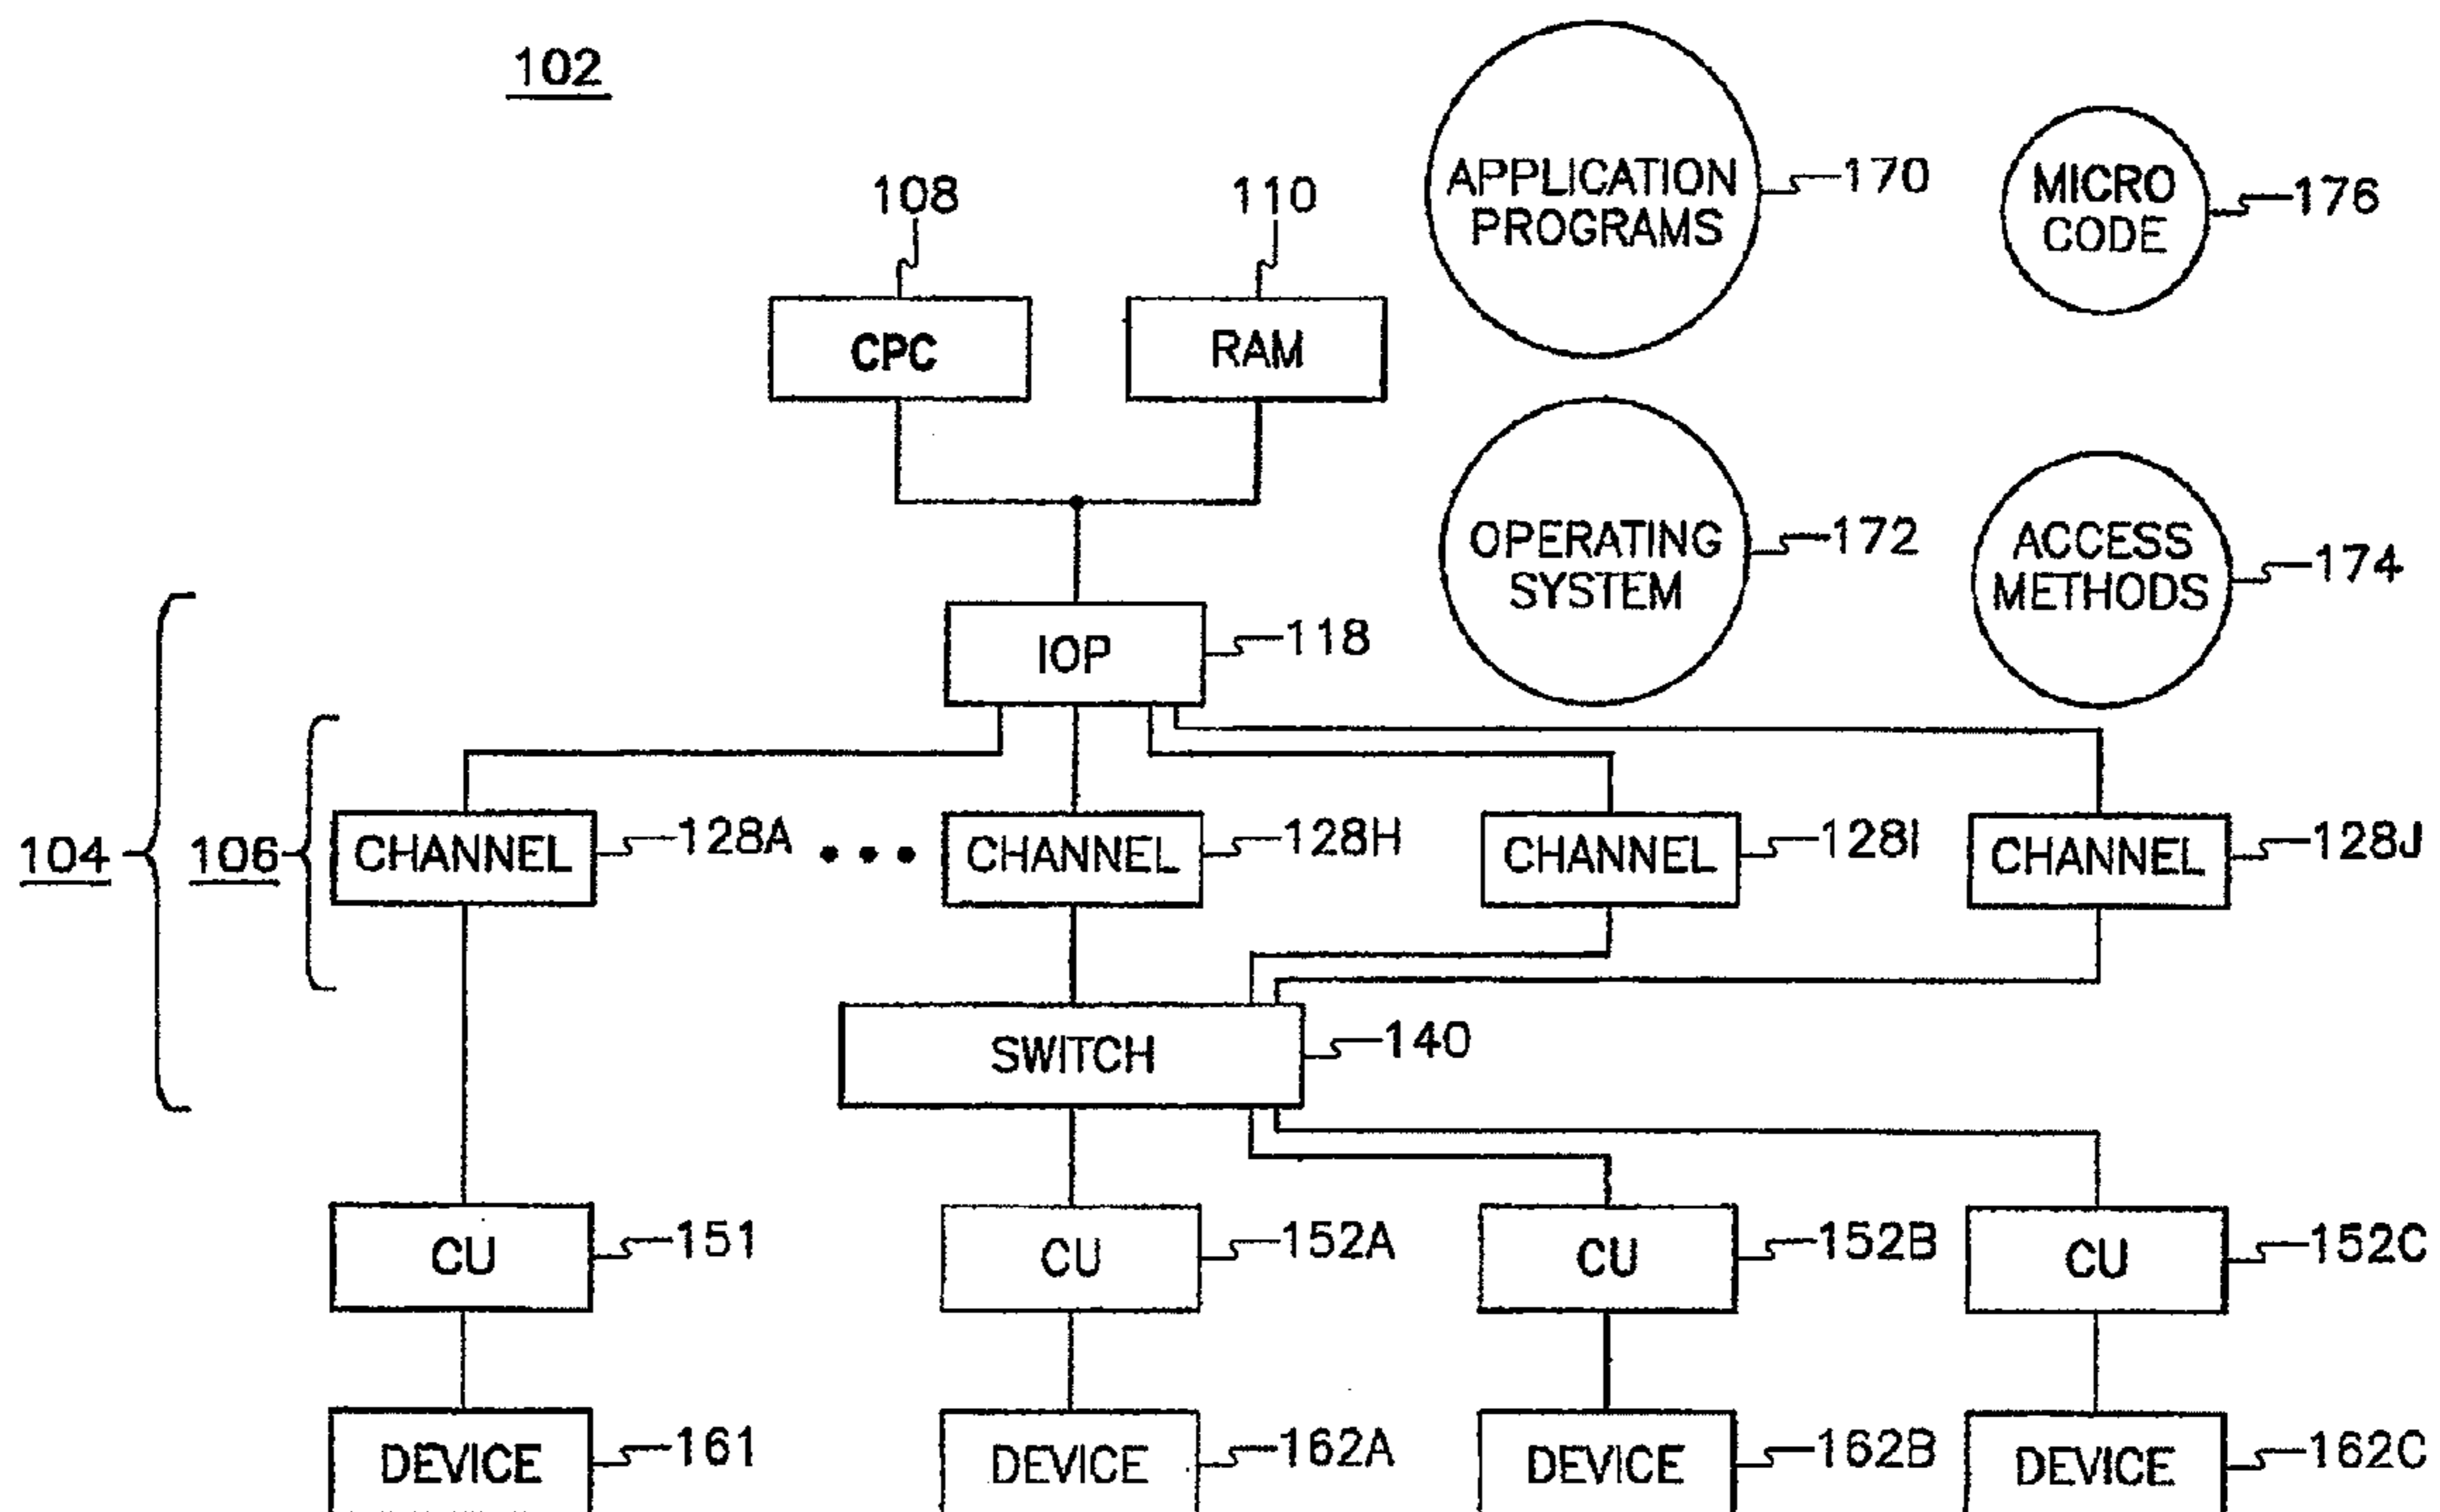 102
108
110
APPLICATION
PROGRAMS
170
MICRO
CODE
176
CPC
RAM
OPERATING
SYSTEM
172
ACCESS
METHODS
174
IOP
118
104
106
CHANNEL
128A
CHANNEL
128H
CHANNEL
128I
CHANNEL
128J
SWITCH
140
CU
151
CU
152A
CU
152B
CU
152C
DEVICE
161
DEVICE
162A
DEVICE
162B
DEVICE
162C